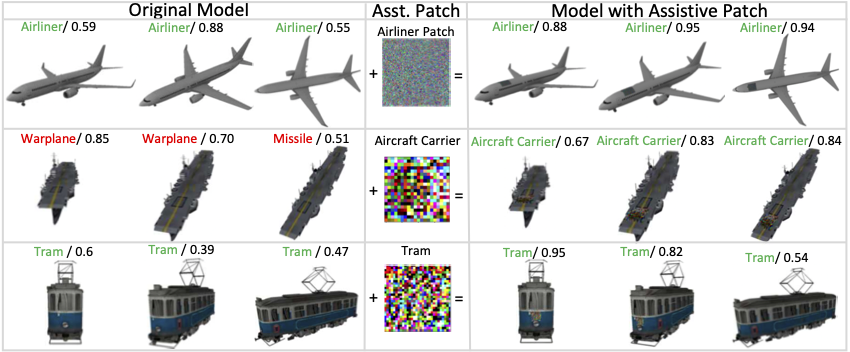 Original Model Asst. Patch Model with Assistive Patch
Airliner/ 0.59 Airliner/ 0.88 Airliner/ 0.55 Airliner Patch Airliner/ 0.88 Airliner/ 0.95 Airliner/ 0.94
+ =
Warplane/ 0.85 Warplane / 0.70 Missile / 0.51 Aircraft Carrier Aircraft Carrier/ 0.67 Aircraft Carrier/ 0.83 Aircraft Carrier/ 0.84
+ =
Tram/ 0.6 Tram/ 0.39 Tram/ 0.47 Tram Tram/ 0.95 Tram/ 0.82 Tram/ 0.54
+ =